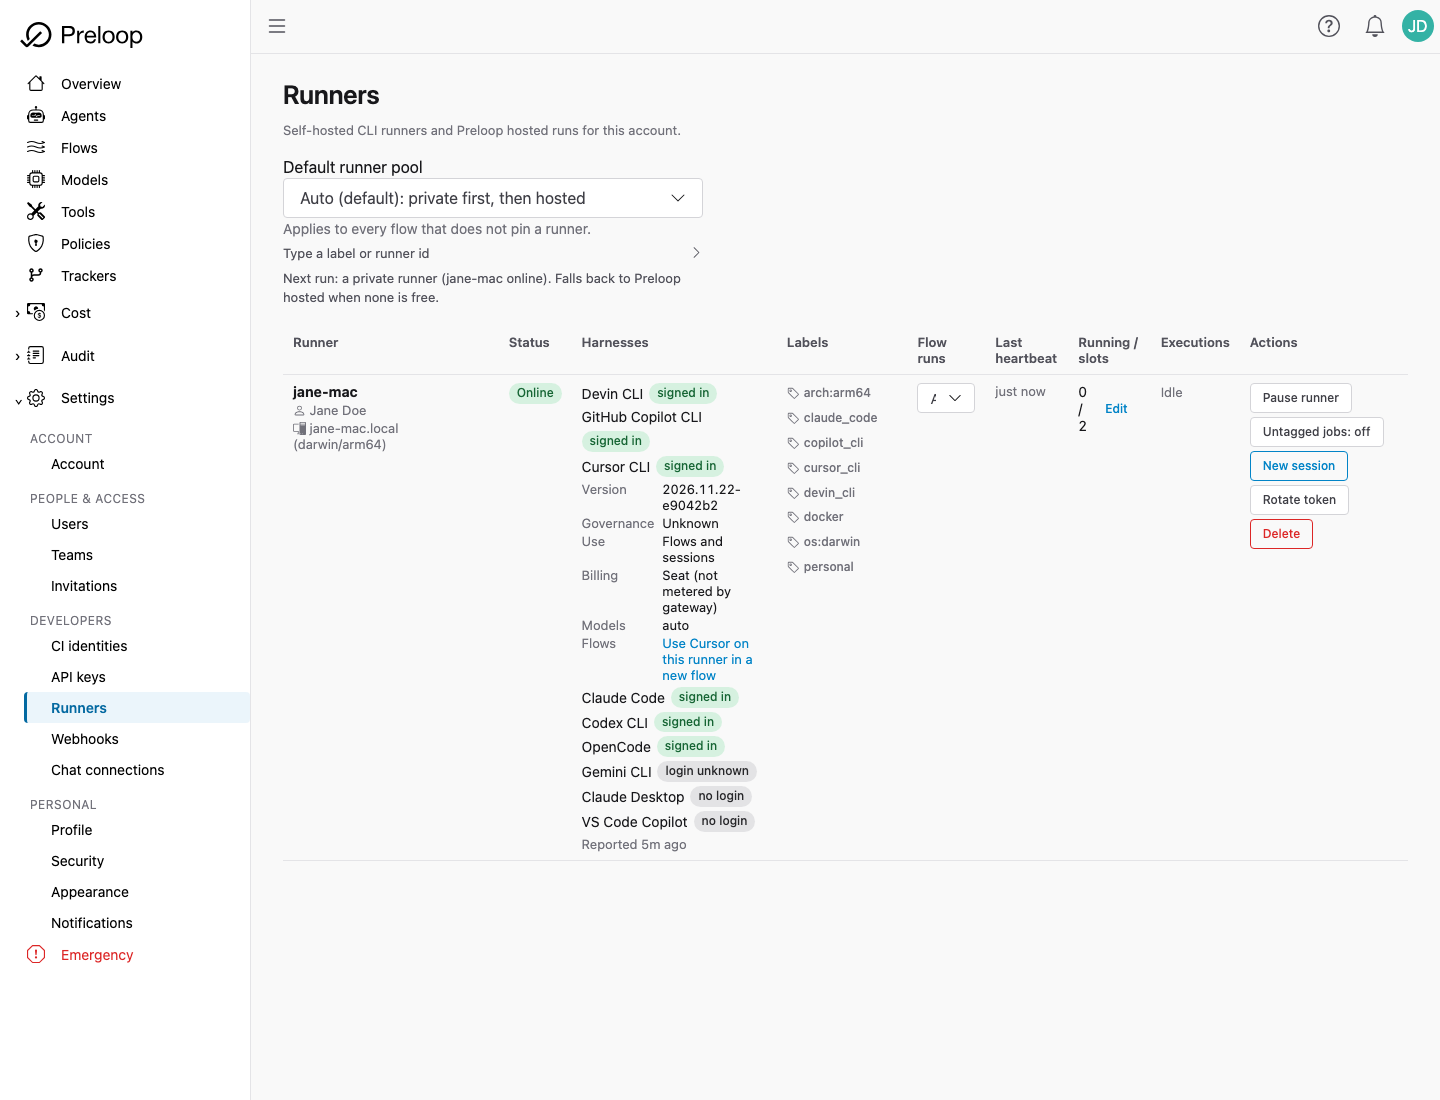 Preloop
JD
Overview
Agents
Flows
Models
Tools
Policies
Trackers
Cost
Audit
Settings
ACCOUNT
Account
PEOPLE & ACCESS
Users
Teams
Invitations
DEVELOPERS
CI identities
API keys
Runners
Webhooks
Chat connections
PERSONAL
Profile
Security
Appearance
Notifications
Emergency
Runners
Self-hosted CLI runners and Preloop hosted runs for this account.
Default runner pool
Auto (default): private first, then hosted
Applies to every flow that does not pin a runner.
Type a label or runner id
Next run: a private runner (jane-mac online). Falls back to Preloop
hosted when none is free.
Runner Status Harnesses Labels Flow runs Last heartbeat Running / slots Executions Actions
jane-mac
Jane Doe
jane-mac.local
(darwin/arm64)
Online
Devin CLI signed in
GitHub Copilot CLI
signed in
Cursor CLI signed in
Version 2026.11.22-
e9042b2
Governance Unknown
Use Flows and
sessions
Billing Seat (not
metered by
gateway)
Models auto
Flows Use Cursor on
this runner in a
new flow
Claude Code signed in
Codex CLI signed in
OpenCode signed in
Gemini CLI login unknown
Claude Desktop no login
VS Code Copilot no login
Reported 5m ago
arch:arm64
claude_code
copilot_cli
cursor_cli
devin_cli
docker
os:darwin
personal
just now
0
/
2
Edit
Idle
Pause runner
Untagged jobs: off
New session
Rotate token
Delete